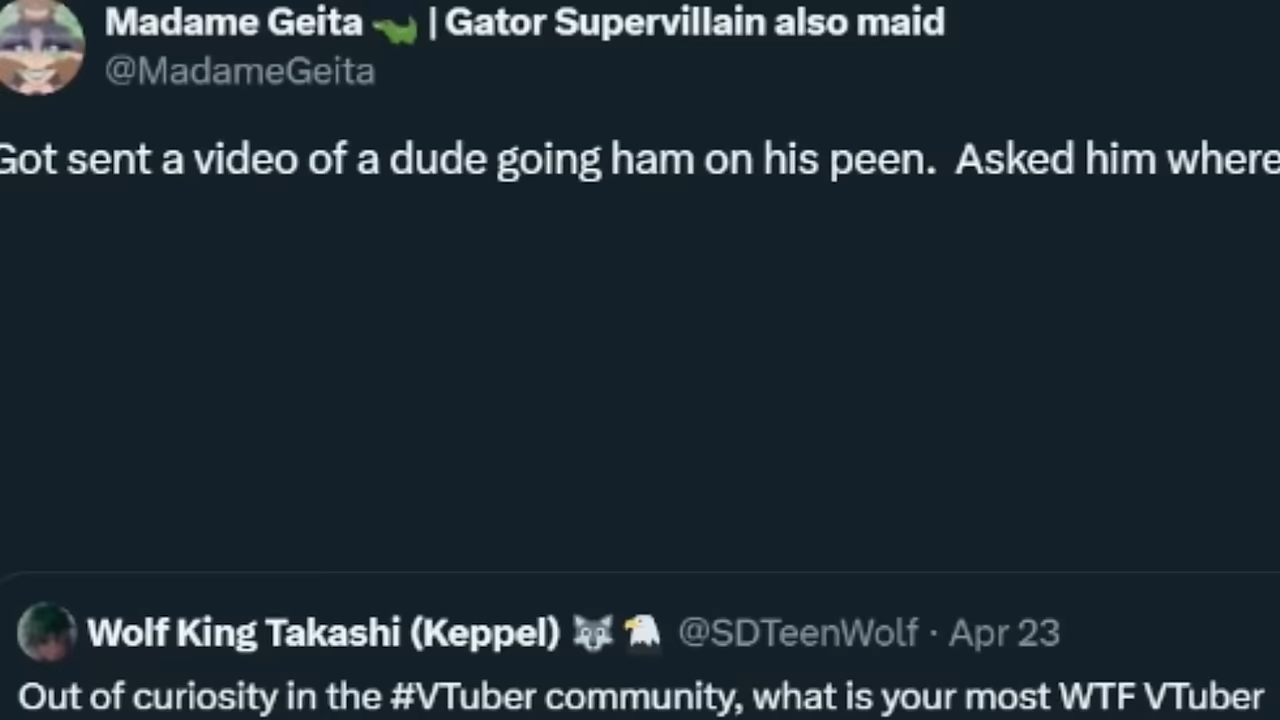 Madame Geita 🐊 | Gator Supervillain also maid
@MadameGeita
Got sent a video of a dude going ham on his peen. Asked him where
Wolf King Takashi (Keppel) 🐺 🦅 @SDTeenWolf · Apr 23
Out of curiosity in the #VTuber community, what is your most WTF VTuber